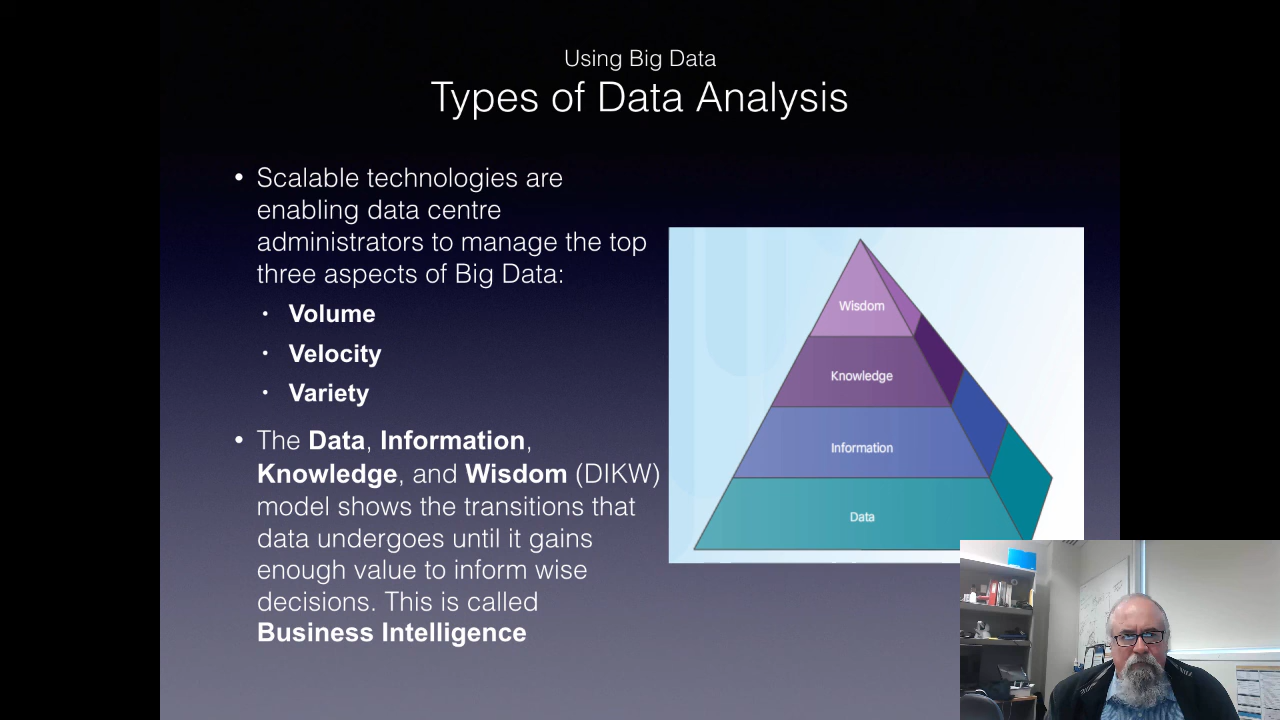 Using Big Data
Types of Data Analysis
• Scalable technologies are
enabling data centre
administrators to manage the top
three aspects of Big Data:
• Volume
• Velocity
• Variety
• The Data, Information,
Knowledge, and Wisdom (DIKW)
model shows the transitions that
data undergoes until it gains
enough value to inform wise
decisions. This is called
Business Intelligence
Wisdom
Knowledge
Information
Data